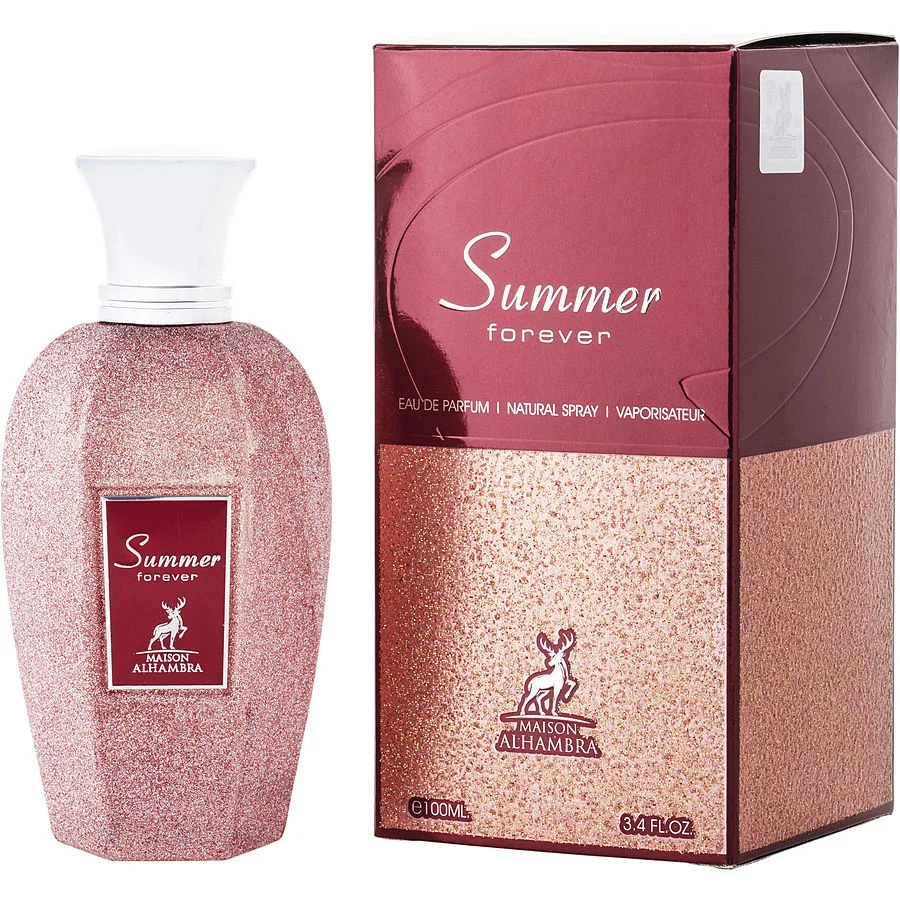 Summer
forever
MAISON
ALHAMBRA
Summer
forever
EAU DE PARFUM | NATURAL SPRAY | VAPORISATEUR
MAISON
ALHAMBRA
℮100ML.
3.4 FL.OZ.